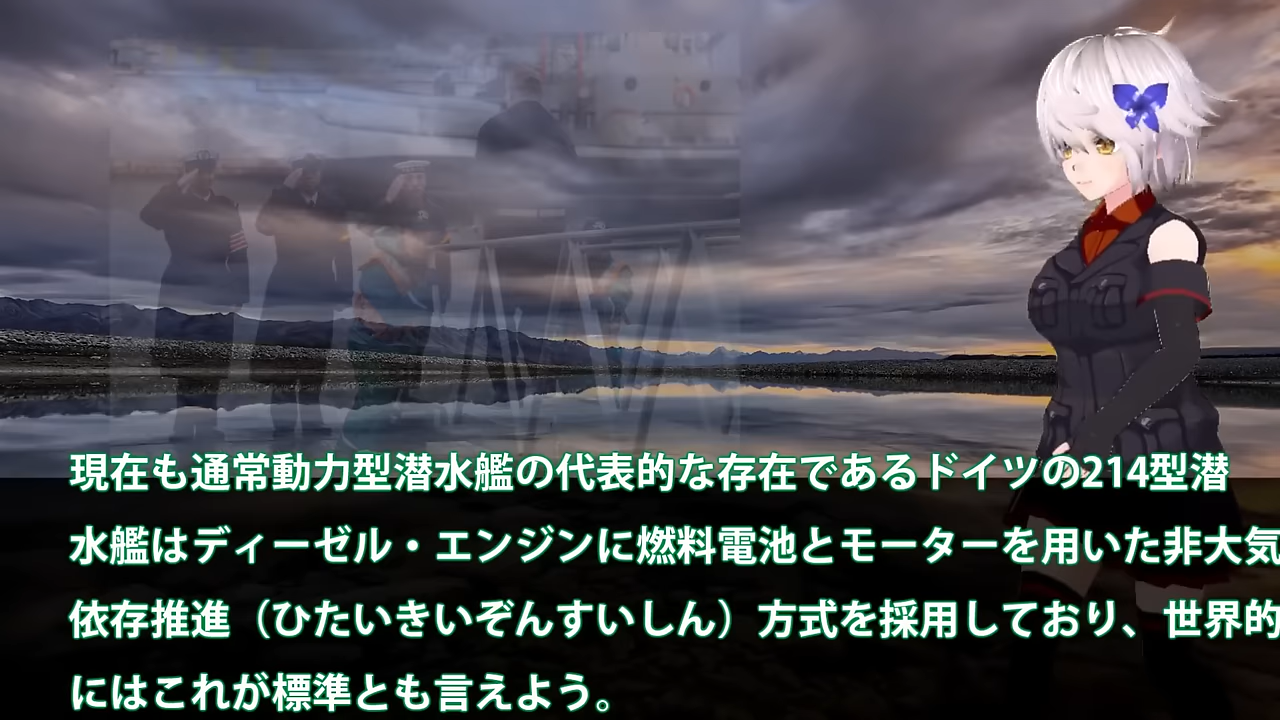 現在も通常動力型潜水艦の代表的な存在であるドイツの214型潜
水艦はディーゼル・エンジンに燃料電池とモーターを用いた非大気
依存推進（ひたいきいぞんすいしん）方式を採用しており、世界的
にはこれが標準とも言えよう。